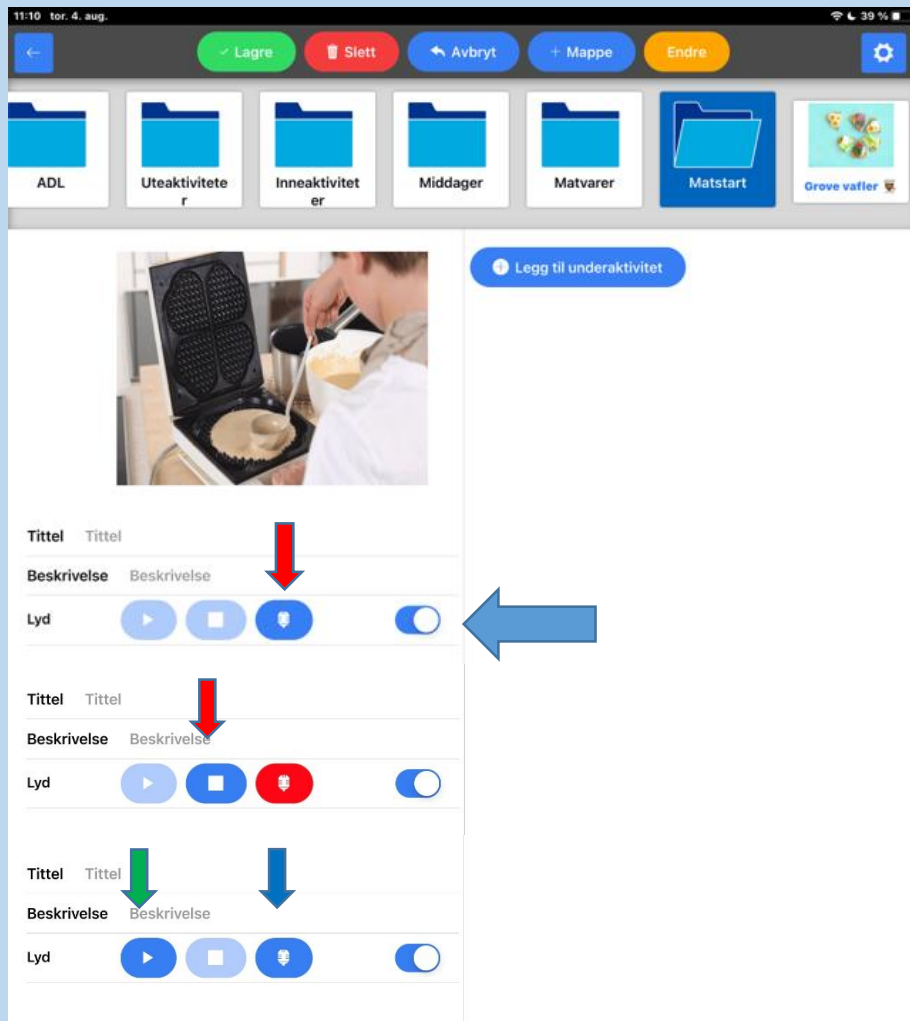 11:10 tor. 4. aug.
39 %
Lagre
Slett
Avbryt
+ Mappe
Endre
ADL
Uteaktivitete
r
Inneaktivitet
er
Middager
Matvarer
Matstart
Grove vafler
Legg til underaktivitet
Tittel Tittel
Beskrivelse Beskrivelse
Lyd
Tittel Tittel
Beskrivelse Beskrivelse
Lyd
Tittel Tittel
Beskrivelse Beskrivelse
Lyd